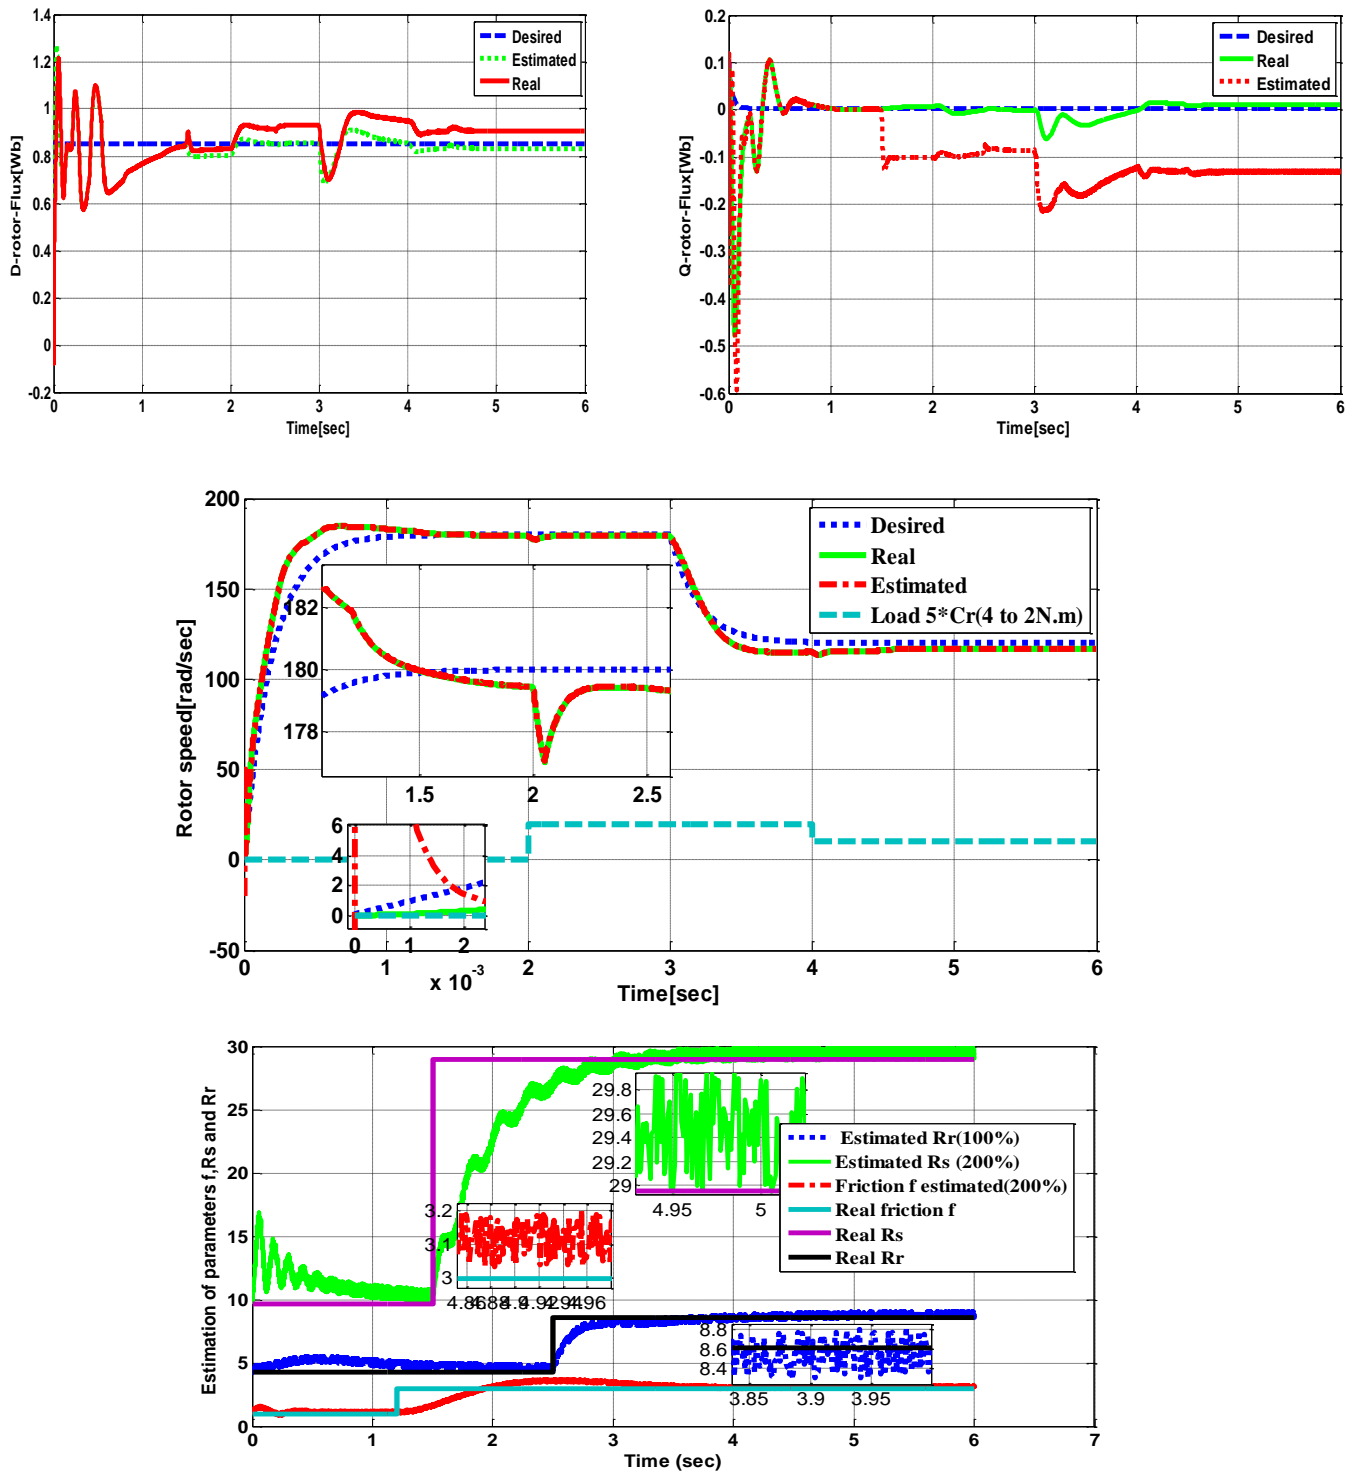 1.4
1.2
1
0.8
0.6
0.4
0.2
0
-0.2
D-rotor-Flux[Wb]
0 1 2 3 4 5 6
Time[sec]
Desired
Estimated
Real
0.2
0.1
0
-0.1
-0.2
-0.3
-0.4
-0.5
-0.6
Q-rotor-Flux[Wb]
0 1 2 3 4 5 6
Time[sec]
Desired
Real
Estimated
200
150
100
50
0
-50
Rotor speed[rad/sec]
Desired
Real
Estimated
Load 5*Cr(4 to 2N.m)
182
180
178
1.5 2 2.5
6
4
2
0
0 1 2
x 10-3
0 1 2 3 4 5 6
Time[sec]
30
25
20
15
10
5
0
Estimation of parameters f,Rs and Rr
29.8
29.6
29.4
29.2
29
4.95 5
Estimated Rr(100%)
Estimated Rs (200%)
Friction f estimated(200%)
Real friction f
Real Rs
Real Rr
3.2
3.1
3
8.8
8.6
8.4
3.85 3.9 3.95
0 1 2 3 4 5 6 7
Time (sec)